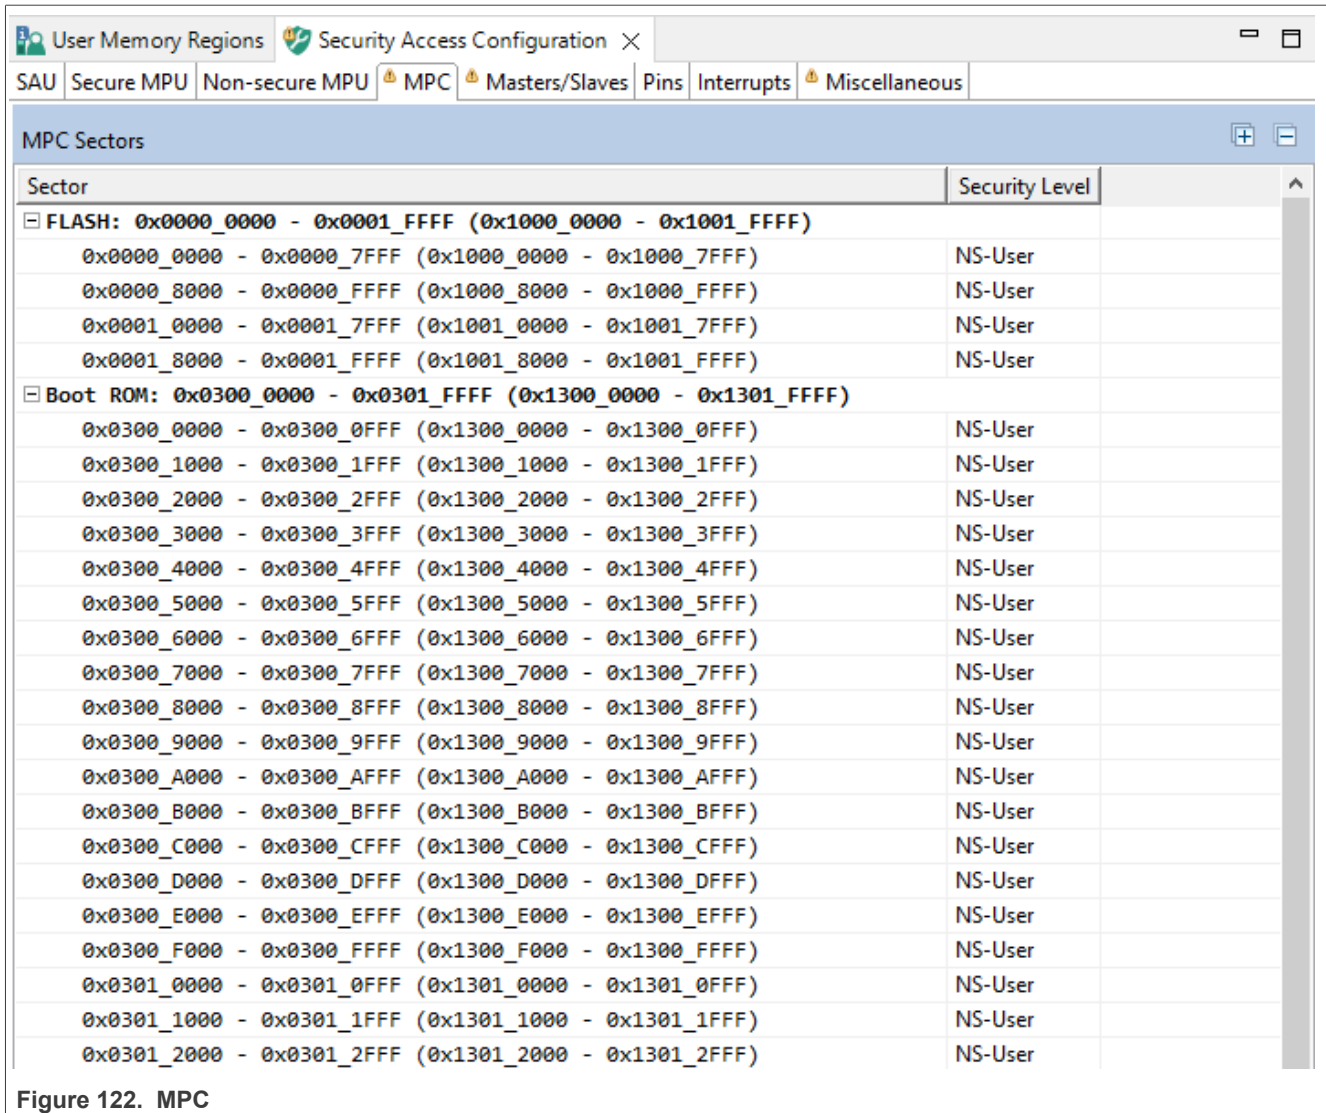 User Memory Regions Security Access Configuration
SAU Secure MPU Non-secure MPU MPC Masters/Slaves Pins Interrupts Miscellaneous
MPC Sectors
Sector Security Level
FLASH: 0x0000_0000 - 0x0001_FFFF (0x1000_0000 - 0x1001_FFFF)
0x0000_0000 - 0x0000_7FFF (0x1000_0000 - 0x1000_7FFF) NS-User
0x0000_8000 - 0x0000_FFFF (0x1000_8000 - 0x1000_FFFF) NS-User
0x0001_0000 - 0x0001_7FFF (0x1001_0000 - 0x1001_7FFF) NS-User
0x0001_8000 - 0x0001_FFFF (0x1001_8000 - 0x1001_FFFF) NS-User
Boot ROM: 0x0300_0000 - 0x0301_FFFF (0x1300_0000 - 0x1301_FFFF)
0x0300_0000 - 0x0300_0FFF (0x1300_0000 - 0x1300_0FFF) NS-User
0x0300_1000 - 0x0300_1FFF (0x1300_1000 - 0x1300_1FFF) NS-User
0x0300_2000 - 0x0300_2FFF (0x1300_2000 - 0x1300_2FFF) NS-User
0x0300_3000 - 0x0300_3FFF (0x1300_3000 - 0x1300_3FFF) NS-User
0x0300_4000 - 0x0300_4FFF (0x1300_4000 - 0x1300_4FFF) NS-User
0x0300_5000 - 0x0300_5FFF (0x1300_5000 - 0x1300_5FFF) NS-User
0x0300_6000 - 0x0300_6FFF (0x1300_6000 - 0x1300_6FFF) NS-User
0x0300_7000 - 0x0300_7FFF (0x1300_7000 - 0x1300_7FFF) NS-User
0x0300_8000 - 0x0300_8FFF (0x1300_8000 - 0x1300_8FFF) NS-User
0x0300_9000 - 0x0300_9FFF (0x1300_9000 - 0x1300_9FFF) NS-User
0x0300_A000 - 0x0300_AFFF (0x1300_A000 - 0x1300_AFFF) NS-User
0x0300_B000 - 0x0300_BFFF (0x1300_B000 - 0x1300_BFFF) NS-User
0x0300_C000 - 0x0300_CFFF (0x1300_C000 - 0x1300_CFFF) NS-User
0x0300_D000 - 0x0300_DFFF (0x1300_D000 - 0x1300_DFFF) NS-User
0x0300_E000 - 0x0300_EFFF (0x1300_E000 - 0x1300_EFFF) NS-User
0x0300_F000 - 0x0300_FFFF (0x1300_F000 - 0x1300_FFFF) NS-User
0x0301_0000 - 0x0301_0FFF (0x1301_0000 - 0x1301_0FFF) NS-User
0x0301_1000 - 0x0301_1FFF (0x1301_1000 - 0x1301_1FFF) NS-User
0x0301_2000 - 0x0301_2FFF (0x1301_2000 - 0x1301_2FFF) NS-User
Figure 122. MPC